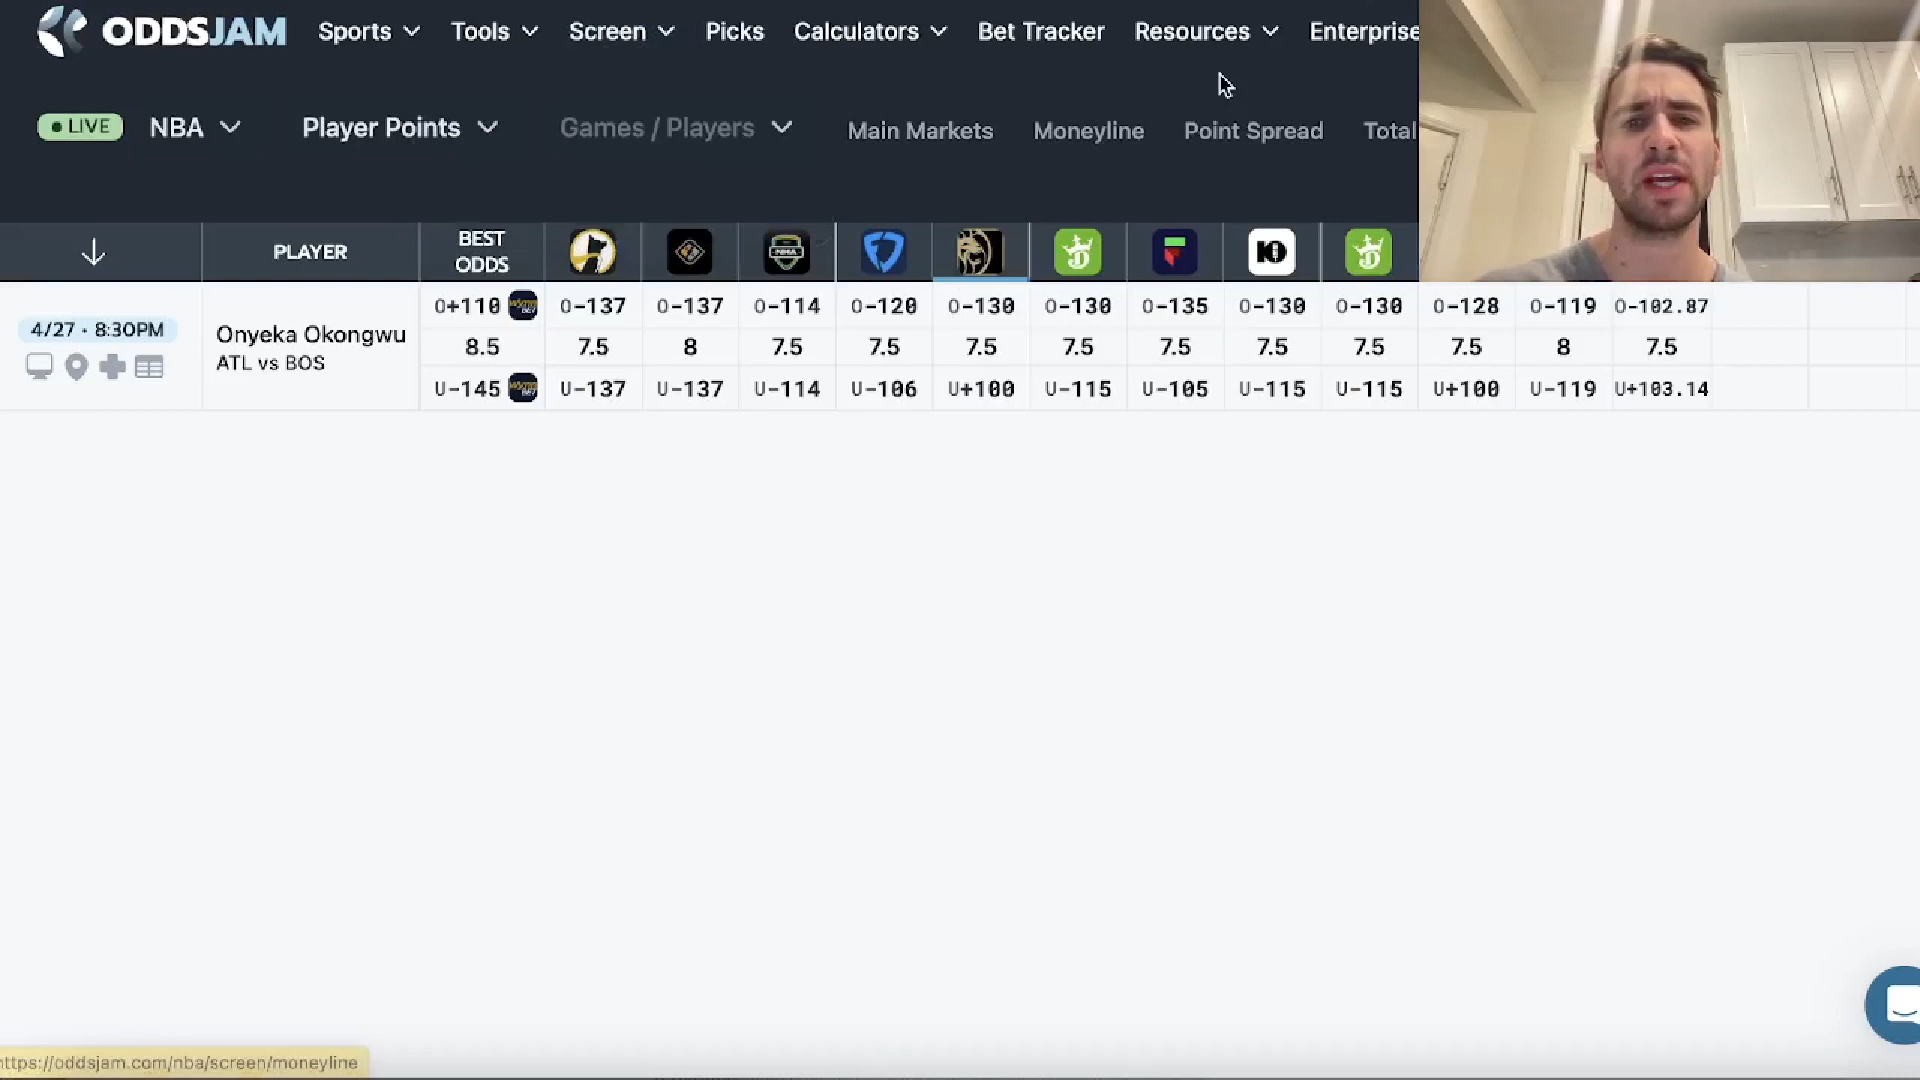 ODDSJAM Sports Tools Screen Picks Calculators Bet Tracker Resources Enterprise
LIVE NBA Player Points Games / Players Main Markets Moneyline Point Spread Total
PLAYER BEST ODDS
O+110 O-137 O-137 O-114 O-120 O-130 O-130 O-135 O-130 O-130 O-128 O-119 O-102.87
4/27 • 8:30PM Onyeka Okongwu 8.5 7.5 8 7.5 7.5 7.5 7.5 7.5 7.5 7.5 7.5 8 7.5
ATL vs BOS
U-145 U-137 U-137 U-114 U-106 U+100 U-115 U-105 U-115 U-115 U+100 U-119 U+103.14
https://oddsjam.com/nba/screen/moneyline